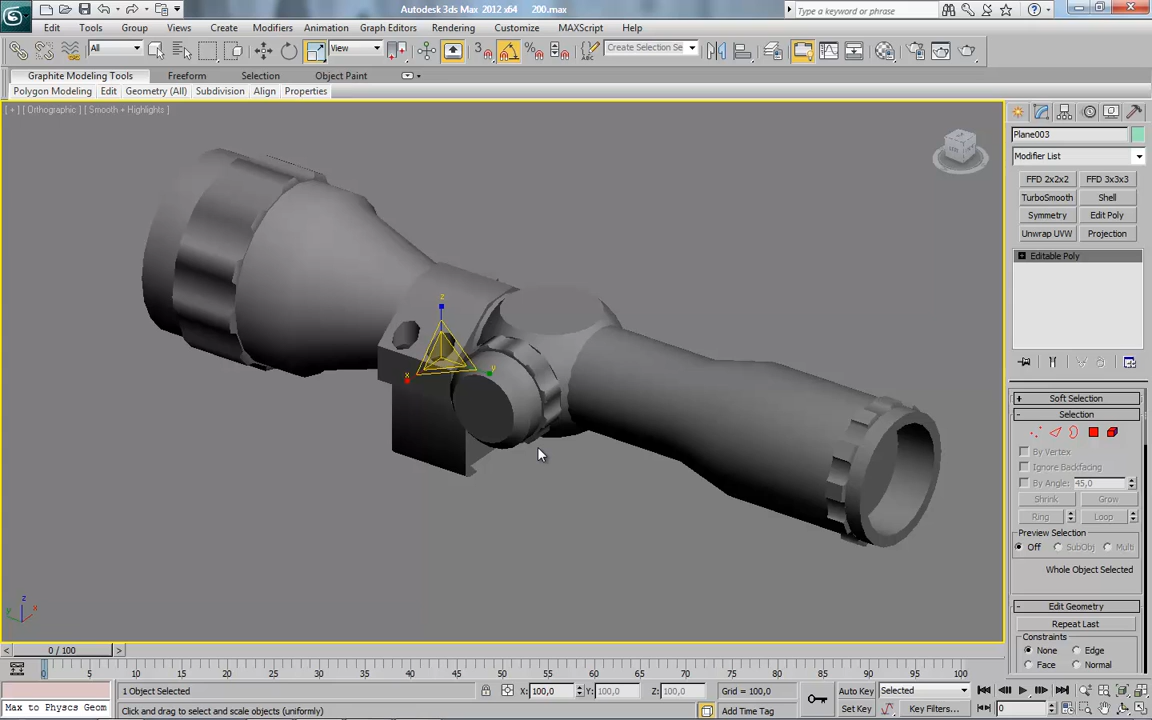 Autodesk 3ds Max 2012 x64 200.max
Type a keyword or phrase
Edit Tools Group Views Create Modifiers Animation Graph Editors Rendering Customize MAXScript Help
All View 3 Create Selection Se
Graphite Modeling Tools Freeform Selection Object Paint
Polygon Modeling Edit Geometry (All) Subdivision Align Properties
[ + ] [ Orthographic ] [ Smooth + Highlights ]
Plane003
Modifier List
FFD 2x2x2 FFD 3x3x3
TurboSmooth Shell
Symmetry Edit Poly
Unwrap UVW Projection
Editable Poly
z
x y
+ Soft Selection
- Selection
By Vertex
Ignore Backfacing
By Angle: 45,0
Shrink Grow
Ring Loop
Preview Selection
Off SubObj Multi
Whole Object Selected
- Edit Geometry
Repeat Last
Constraints
None Edge
Face Normal
z
y x
< 0 / 100 >
0 5 10 15 20 25 30 35 40 45 50 55 60 65 70 75 80 85 90 95 100
1 Object Selected X: 100,0 Y: 100,0 Z: 100,0 Grid = 100,0 Auto Key Selected
Max to Physcs Geom Click and drag to select and scale objects (uniformly) Add Time Tag Set Key Key Filters... 0